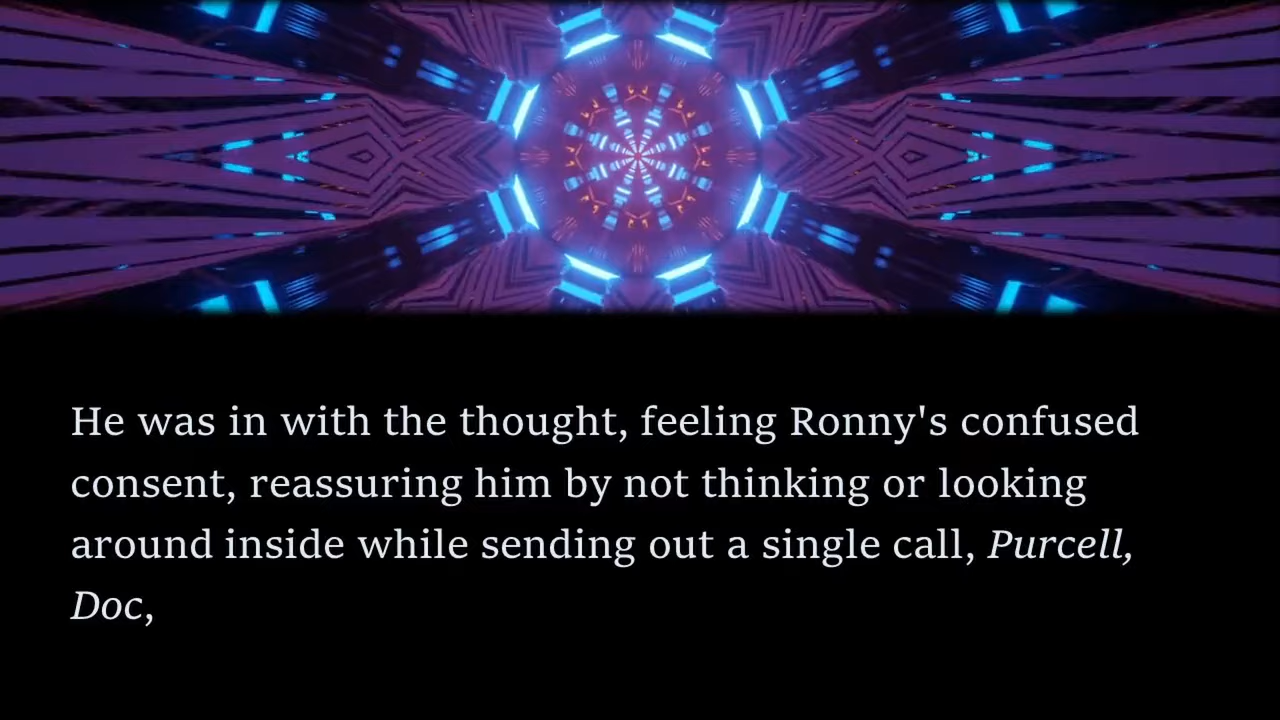 He was in with the thought, feeling Ronny's confused
consent, reassuring him by not thinking or looking
around inside while sending out a single call, Purcell,
Doc,